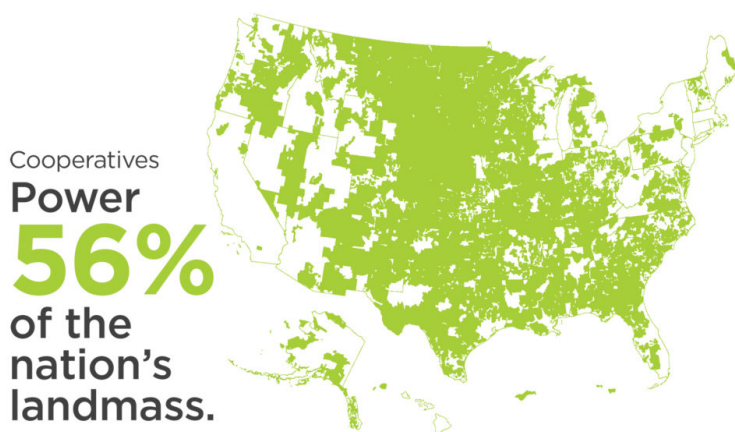 Cooperatives
Power
56%
of the
nation's
landmass.